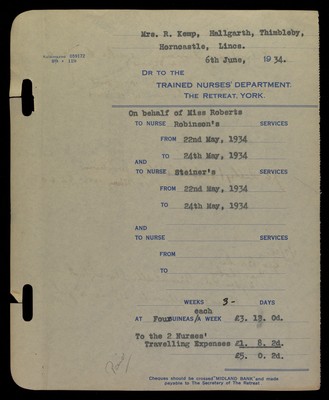 Mrs. R. Kemp, Hallgarth, Thimbleby,
Horncastle, Lincs.
6th June, 1934.
DR TO THE
TRAINED NURSES' DEPARTMENT.
THE RETREAT, YORK.
On behalf of Miss Roberts
TO NURSE Robinson's SERVICES
FROM 22nd May, 1934
TO 24th May, 1934
AND
TO NURSE Steiner's SERVICES
FROM 22nd May, 1934
TO 24th May, 1934
AND
TO NURSE SERVICES
FROM
TO
WEEKS 3- DAYS
each
AT Four GUINEAS A WEEK £3. 12. 0d.
To the 2 Nurses'
Travelling Expenses £1. 8. 2d.
£5. 0. 2d.
Paid
Cheques should be crossed "MIDLAND BANK" and made
payable to The Secretary of The Retreat